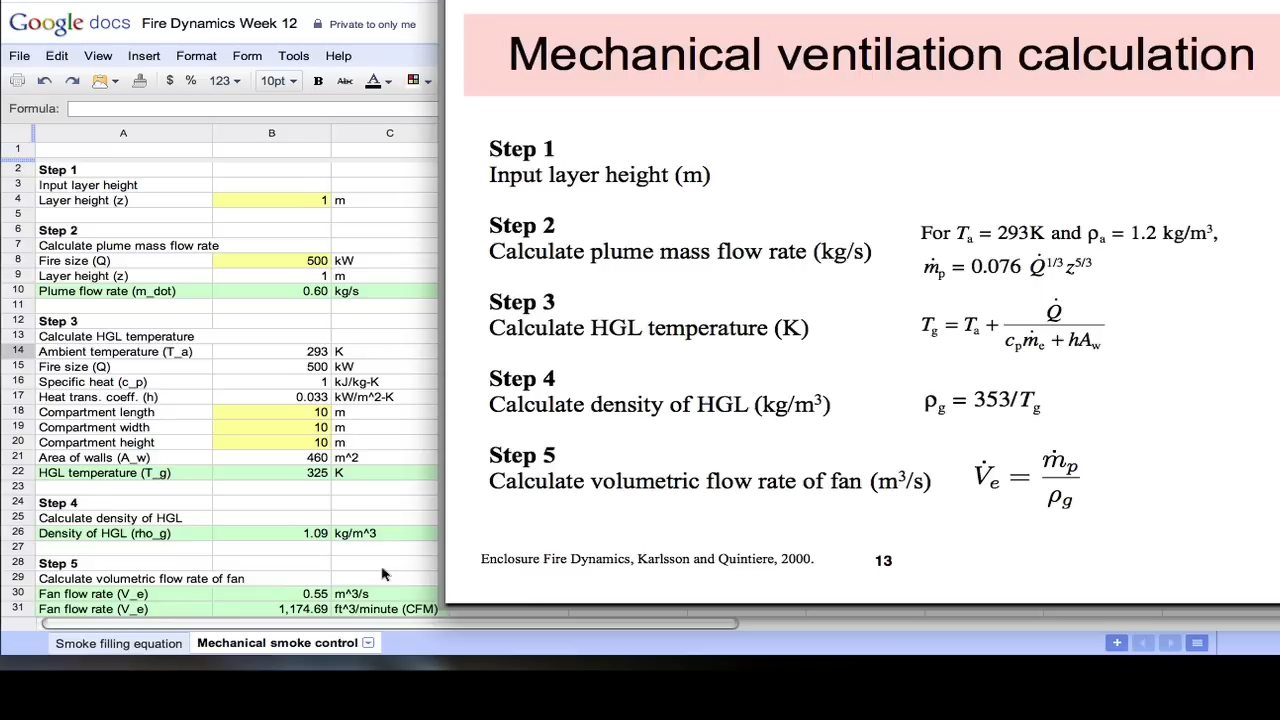 Google docs Fire Dynamics Week 12 Private to only me
File Edit View Insert Format Form Tools Help
$ % 123 10pt B Abc A
Formula:
A B C
1
2 Step 1
3 Input layer height
4 Layer height (z) 1 m
5
6 Step 2
7 Calculate plume mass flow rate
8 Fire size (Q) 500 kW
9 Layer height (z) 1 m
10 Plume flow rate (m_dot) 0.60 kg/s
11
12 Step 3
13 Calculate HGL temperature
14 Ambient temperature (T_a) 293 K
15 Fire size (Q) 500 kW
16 Specific heat (c_p) 1 kJ/kg-K
17 Heat trans. coeff. (h) 0.033 kW/m^2-K
18 Compartment length 10 m
19 Compartment width 10 m
20 Compartment height 10 m
21 Area of walls (A_w) 460 m^2
22 HGL temperature (T_g) 325 K
23
24 Step 4
25 Calculate density of HGL
26 Density of HGL (rho_g) 1.09 kg/m^3
27
28 Step 5
29 Calculate volumetric flow rate of fan
30 Fan flow rate (V_e) 0.55 m^3/s
31 Fan flow rate (V_e) 1,174.69 ft^3/minute (CFM)
Smoke filling equation Mechanical smoke control
Mechanical ventilation calculation
Step 1
Input layer height (m)
Step 2
Calculate plume mass flow rate (kg/s)
For Tₐ = 293K and ρₐ = 1.2 kg/m³,
ṁₚ = 0.076 Q̇^1/3 z^5/3
Step 3
Calculate HGL temperature (K)
T_g = T_a + Q̇ / (c_p ṁ_e + hA_w)
Step 4
Calculate density of HGL (kg/m³)
ρ_g = 353/T_g
Step 5
Calculate volumetric flow rate of fan (m³/s)
V̇_e = ṁ_p / ρ_g
Enclosure Fire Dynamics, Karlsson and Quintiere, 2000. 13